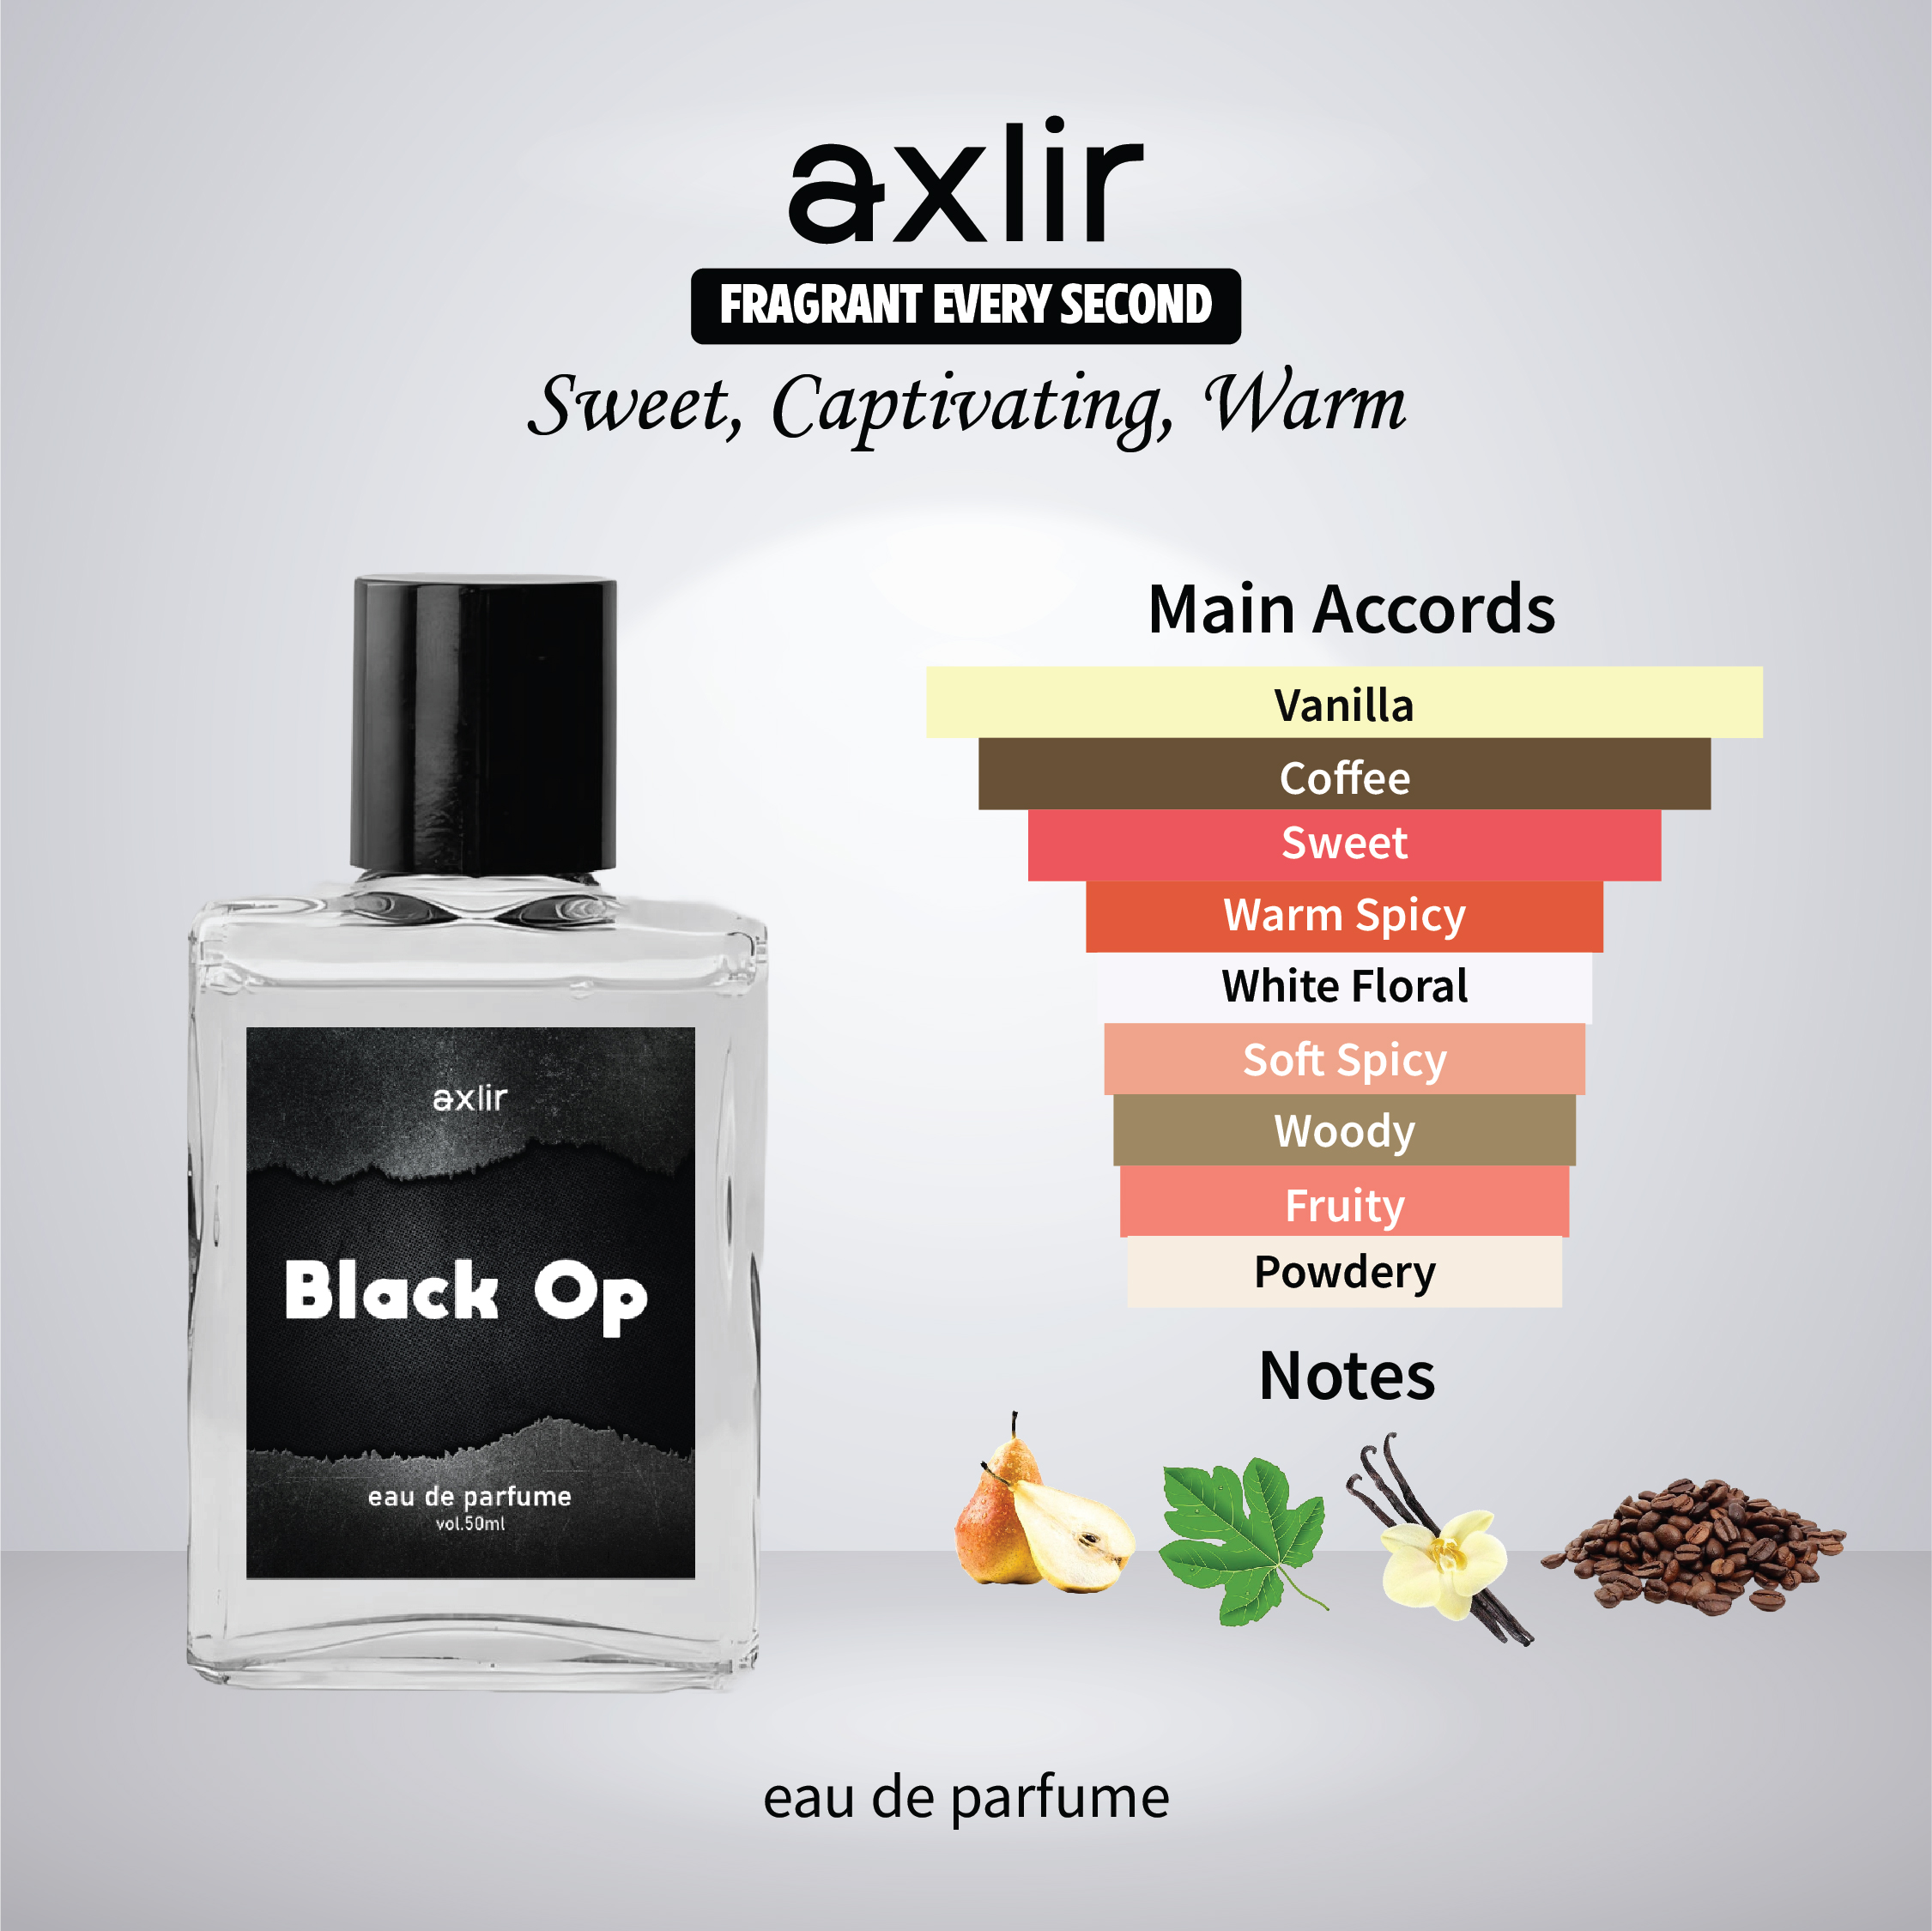 axlir
FRAGRANT EVERY SECOND
Sweet, Captivating, Warm
axlir
Black Op
eau de parfume
vol.50ml
Main Accords
Vanilla
Coffee
Sweet
Warm Spicy
White Floral
Soft Spicy
Woody
Fruity
Powdery
Notes
eau de parfume